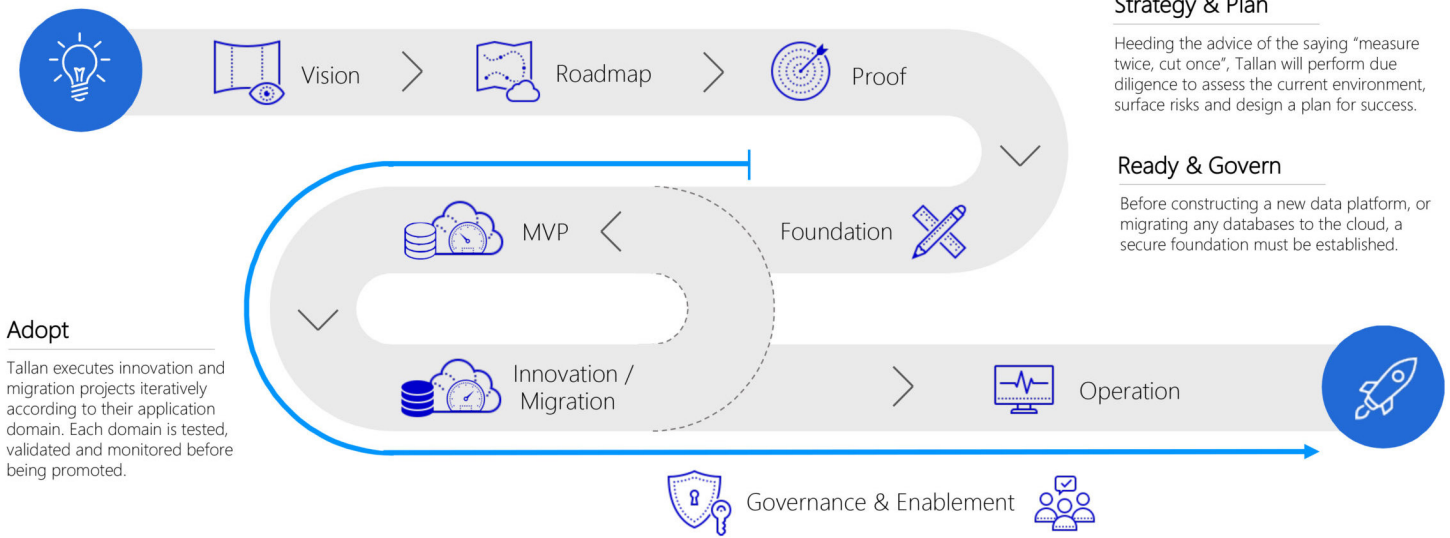 Strategy & Plan
Heeding the advice of the saying “measure
twice, cut once”, Tallan will perform due
diligence to assess the current environment,
surface risks and design a plan for success.
Vision
Roadmap
Proof
Ready & Govern
Before constructing a new data platform, or
migrating any databases to the cloud, a
secure foundation must be established.
MVP
Foundation
Adopt
Tallan executes innovation and
migration projects iteratively
according to their application
domain. Each domain is tested,
validated and monitored before
being promoted.
Innovation /
Migration
Operation
Governance & Enablement